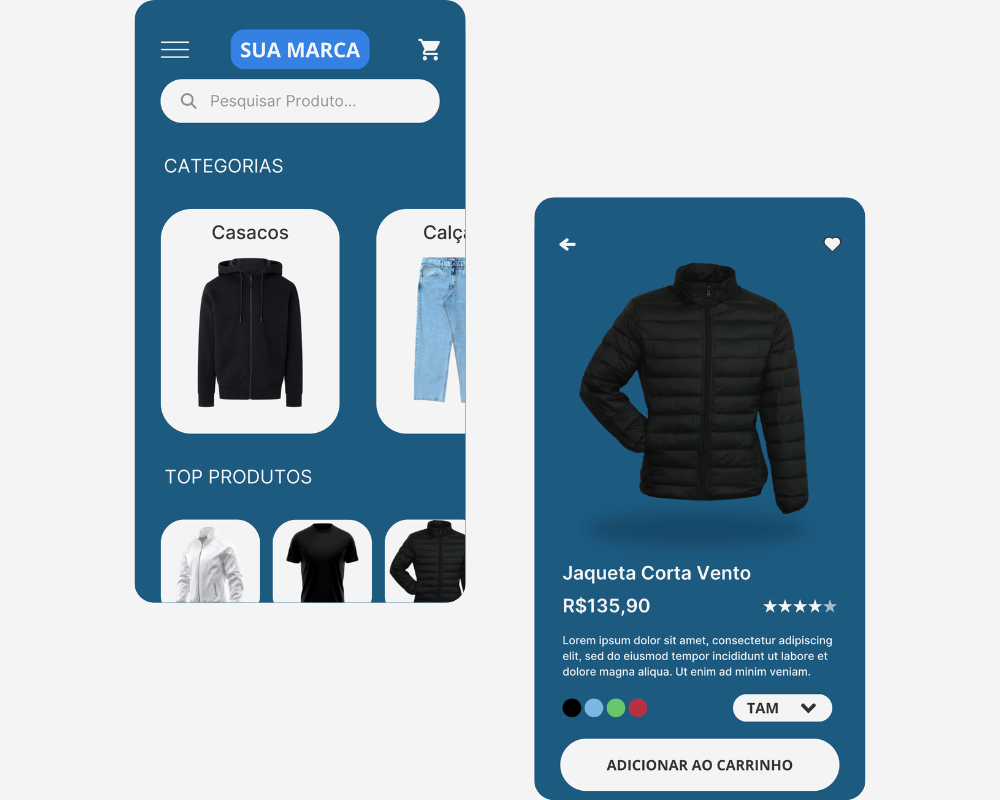 SUA MARCA
Pesquisar Produto...
CATEGORIAS
Casacos
Calça
TOP PRODUTOS
Jaqueta Corta Vento
R$135,90
Lorem ipsum dolor sit amet, consectetur adipiscing
elit, sed do eiusmod tempor incididunt ut labore et
dolore magna aliqua. Ut enim ad minim veniam.
TAM
ADICIONAR AO CARRINHO